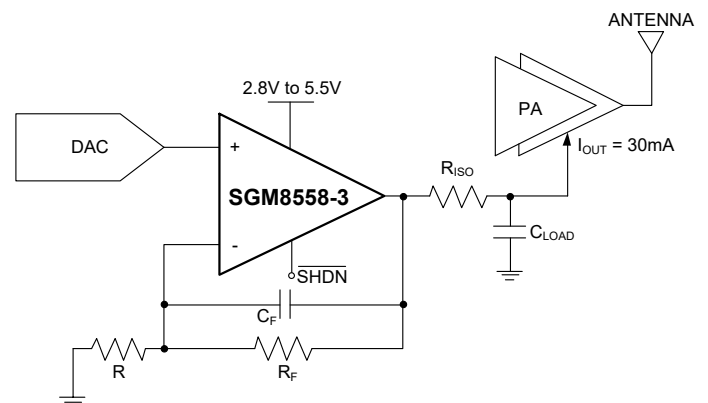 ANTENNA
2.8V to 5.5V
PA
DAC
+
I_OUT = 30mA
R_ISO
SGM8558-3
-
C_LOAD
SHDN
C_F
R
R_F